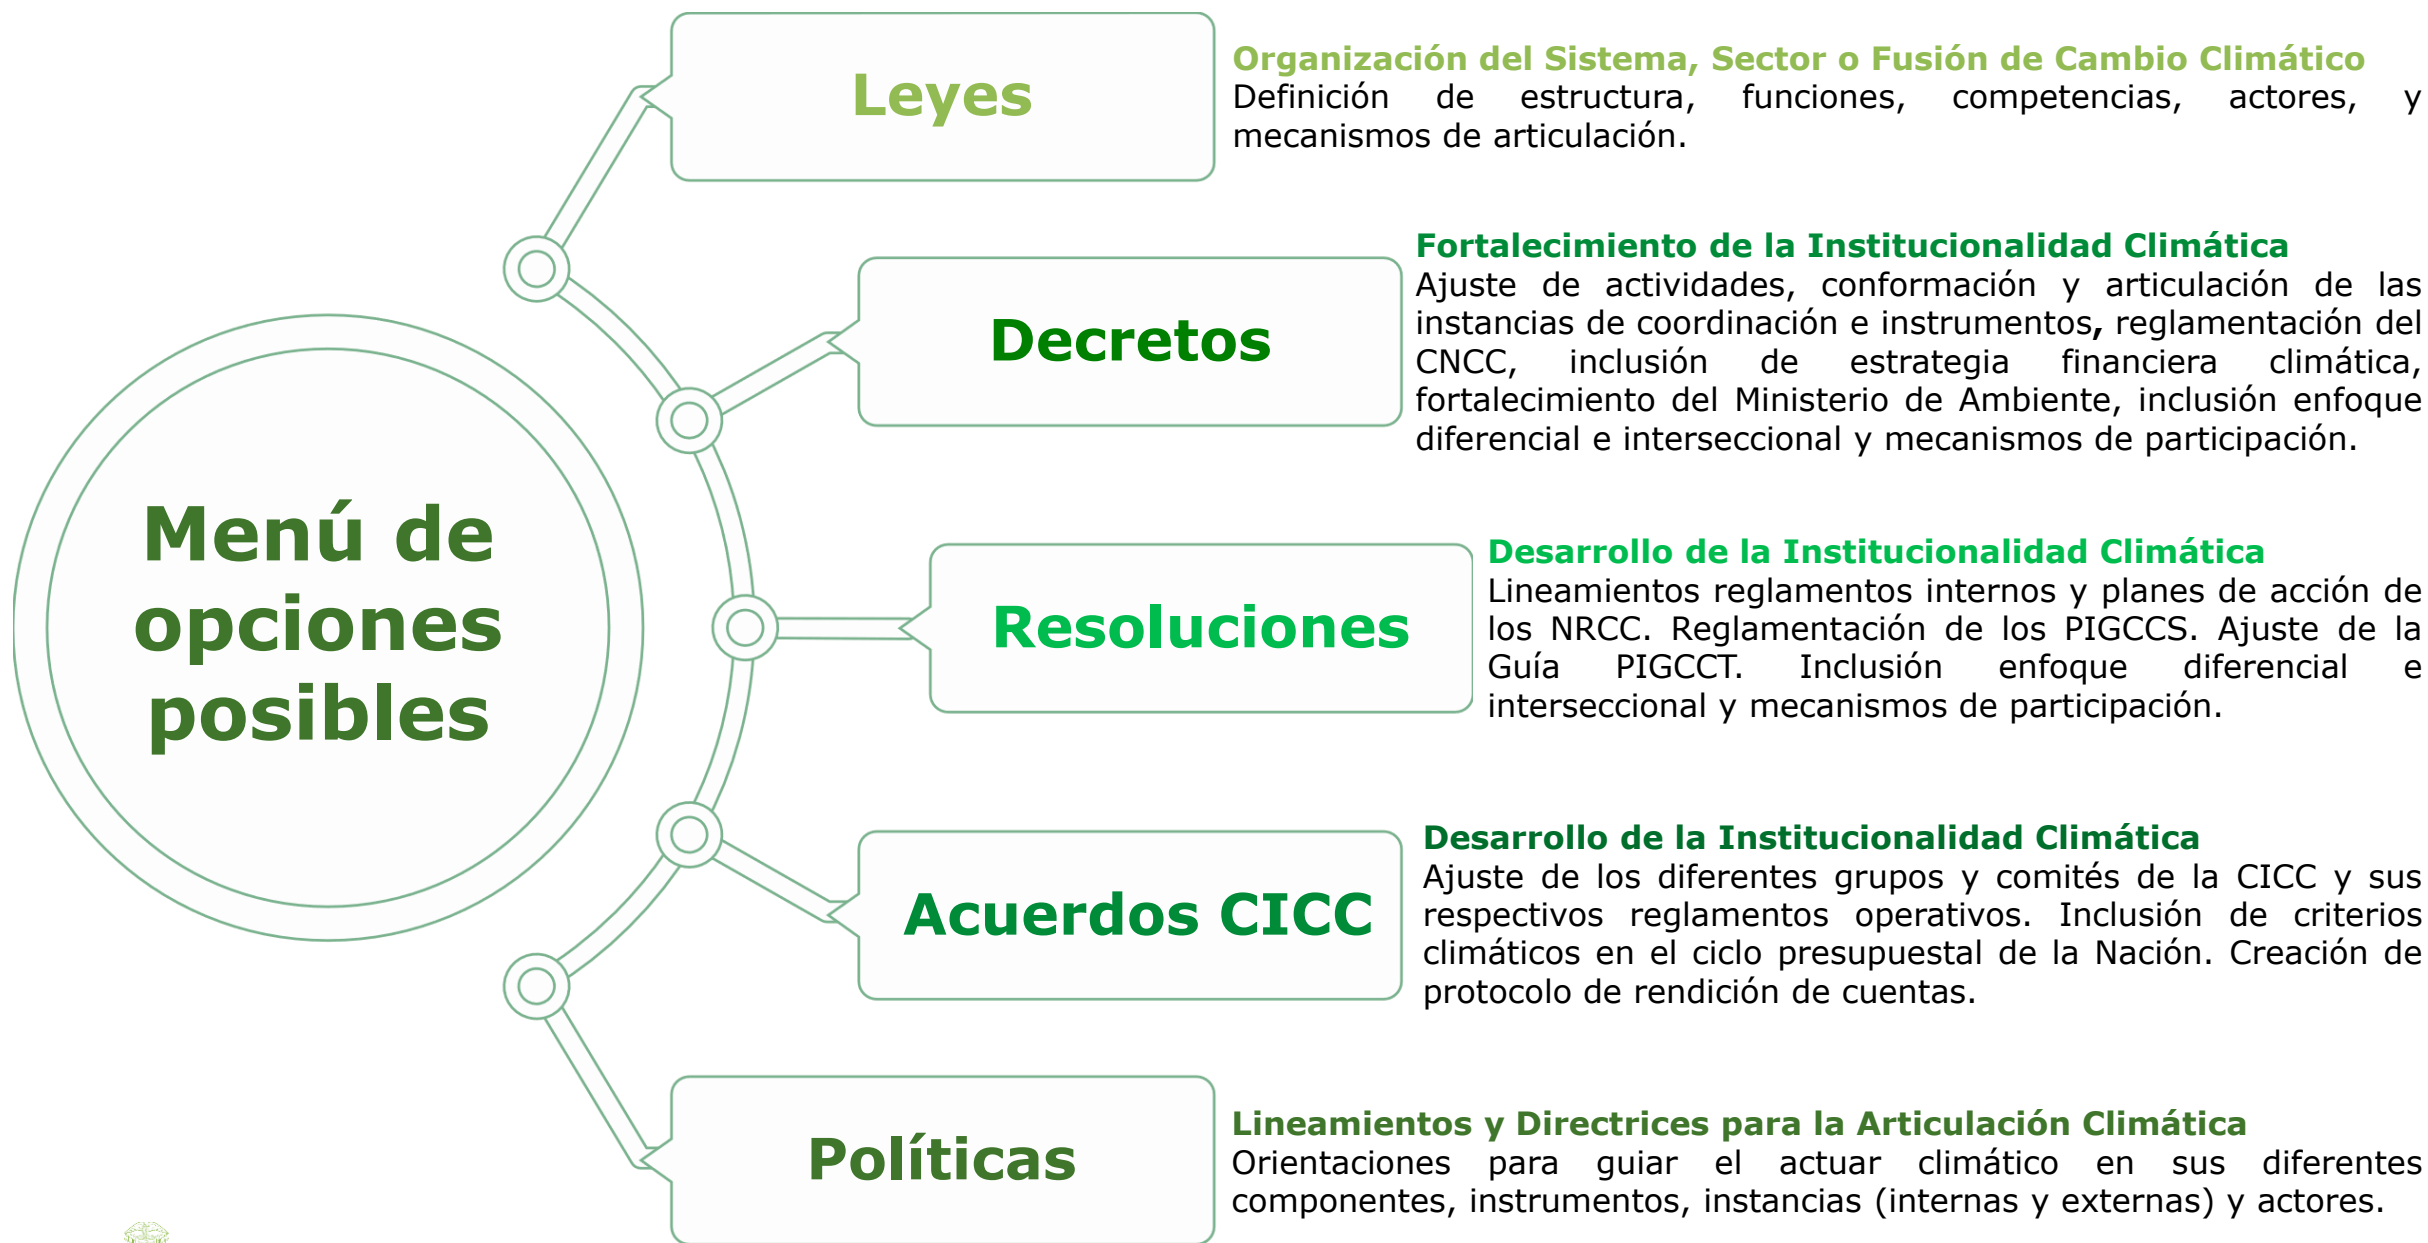 Menú de
opciones
posibles
Leyes
Organización del Sistema, Sector o Fusión de Cambio Climático
Definición de estructura, funciones, competencias, actores, y
mecanismos de articulación.
Decretos
Fortalecimiento de la Institucionalidad Climática
Ajuste de actividades, conformación y articulación de las
instancias de coordinación e instrumentos, reglamentación del
CNCC, inclusión de estrategia financiera climática,
fortalecimiento del Ministerio de Ambiente, inclusión enfoque
diferencial e interseccional y mecanismos de participación.
Resoluciones
Desarrollo de la Institucionalidad Climática
Lineamientos reglamentos internos y planes de acción de
los NRCC. Reglamentación de los PIGCCS. Ajuste de la
Guía PIGCCT. Inclusión enfoque diferencial e
interseccional y mecanismos de participación.
Acuerdos CICC
Desarrollo de la Institucionalidad Climática
Ajuste de los diferentes grupos y comités de la CICC y sus
respectivos reglamentos operativos. Inclusión de criterios
climáticos en el ciclo presupuestal de la Nación. Creación de
protocolo de rendición de cuentas.
Políticas
Lineamientos y Directrices para la Articulación Climática
Orientaciones para guiar el actuar climático en sus diferentes
componentes, instrumentos, instancias (internas y externas) y actores.